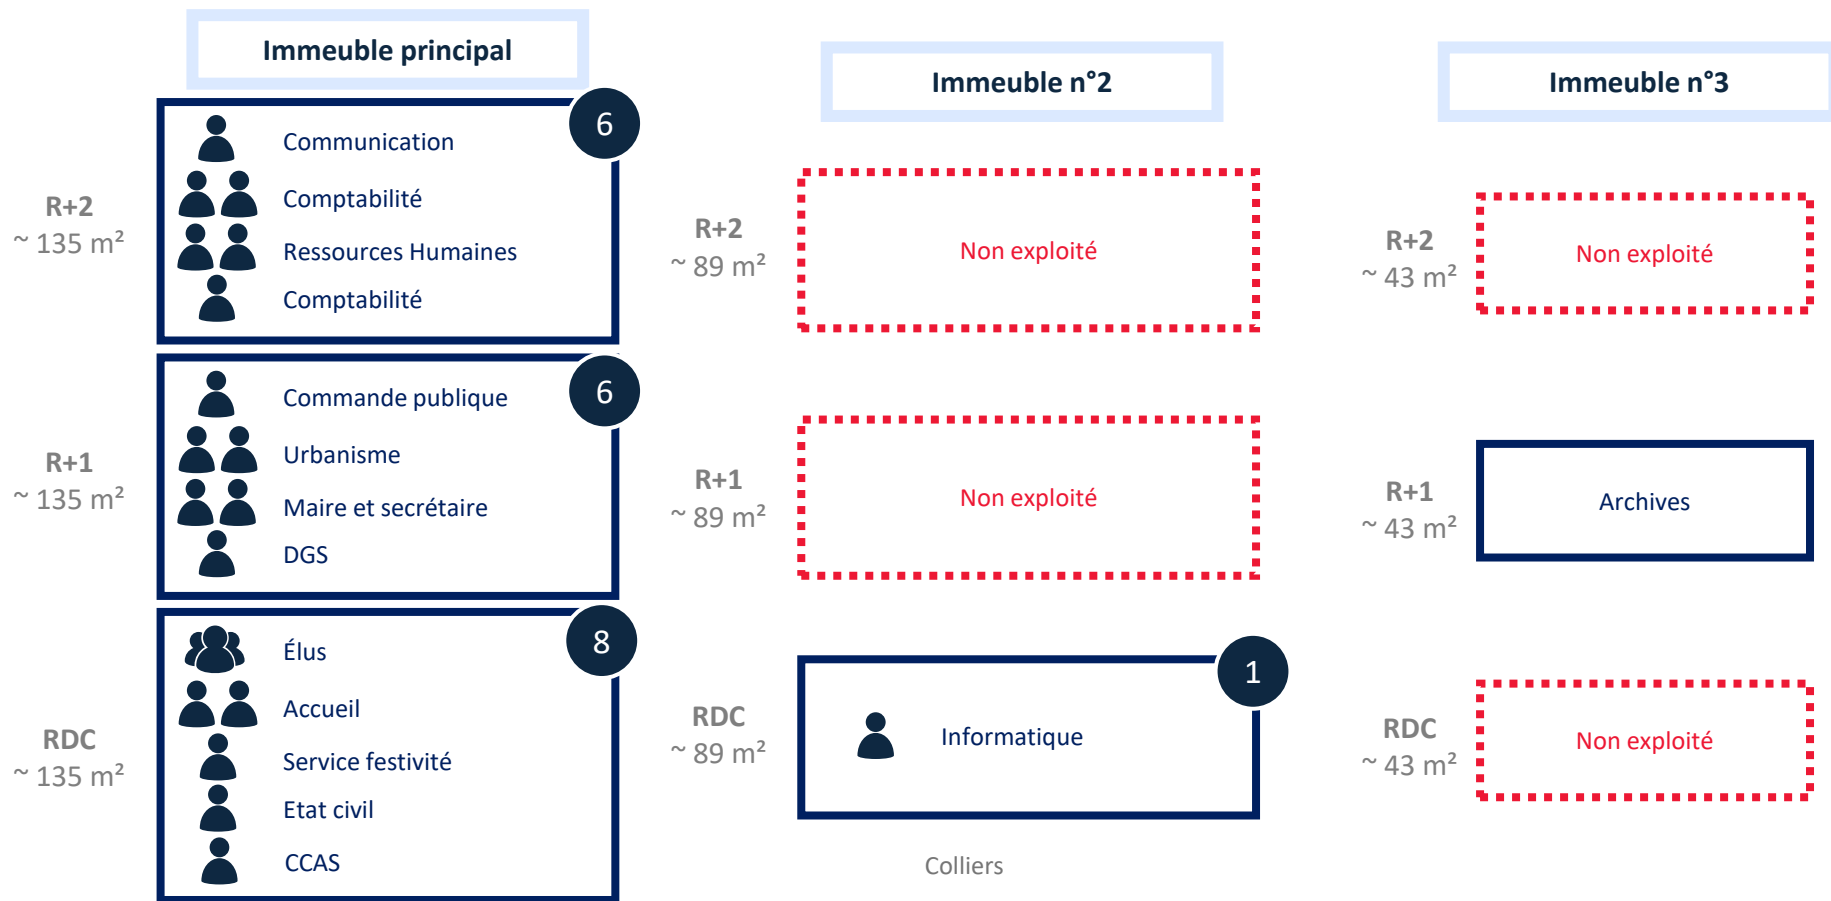 Immeuble principal
6
Communication
Comptabilité
Ressources Humaines
Comptabilité
R+2
~ 135 m²
6
Commande publique
Urbanisme
Maire et secrétaire
DGS
R+1
~ 135 m²
8
Élus
Accueil
Service festivité
Etat civil
CCAS
RDC
~ 135 m²
Immeuble n°2
R+2
~ 89 m²
Non exploité
R+1
~ 89 m²
Non exploité
RDC
~ 89 m²
1
Informatique
Immeuble n°3
R+2
~ 43 m²
Non exploité
R+1
~ 43 m²
Archives
RDC
~ 43 m²
Non exploité
Colliers